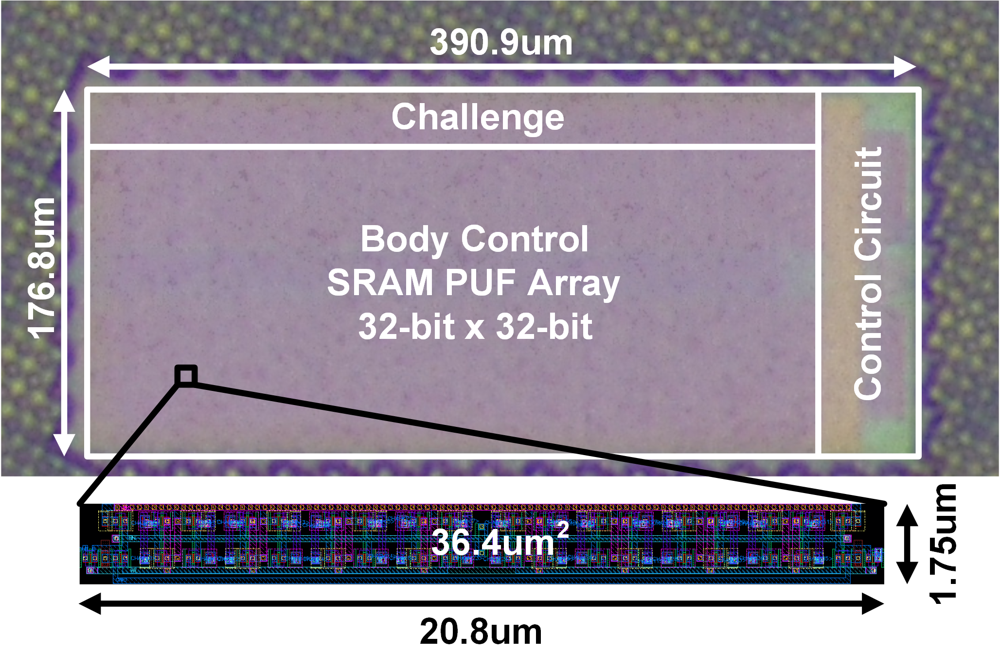 390.9um
176.8um
Challenge
Body Control
SRAM PUF Array
32-bit x 32-bit
Control Circuit
36.4um²
1.75um
20.8um